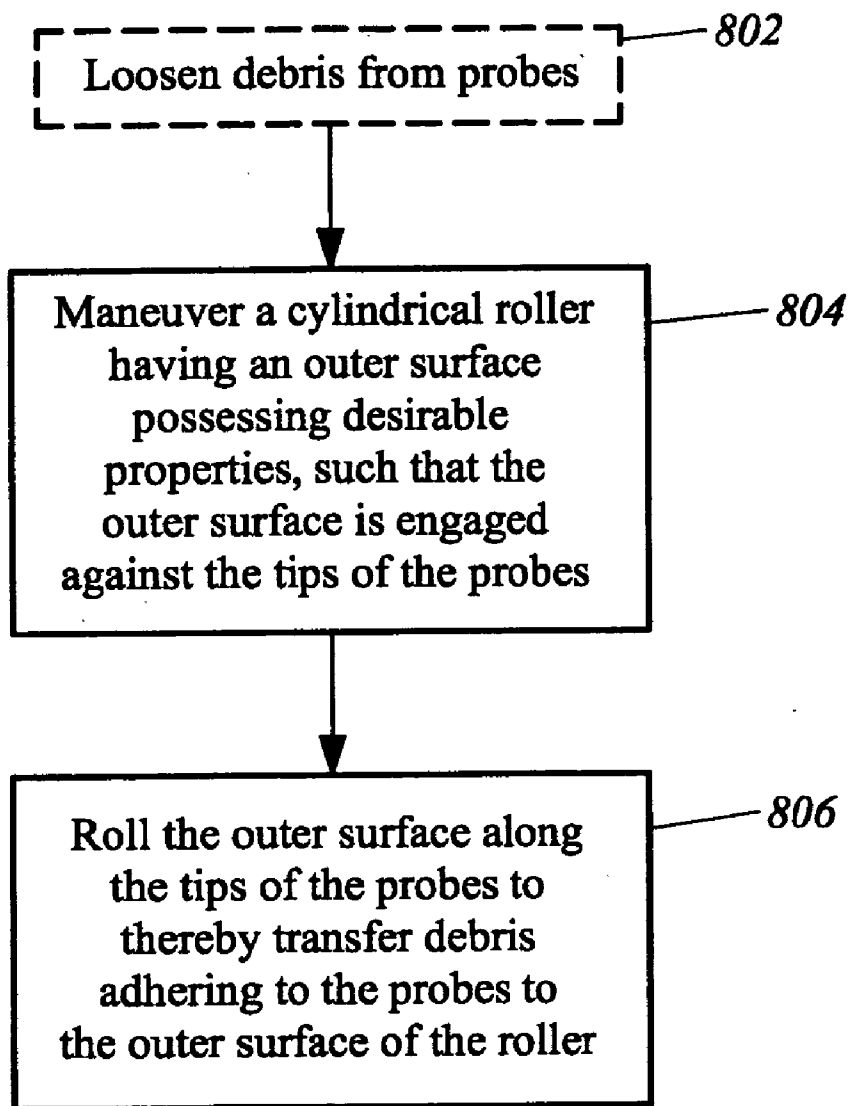 802
Loosen debris from probes
804
Maneuver a cylindrical roller
having an outer surface
possessing desirable
properties, such that the
outer surface is engaged
against the tips of the probes
806
Roll the outer surface along
the tips of the probes to
thereby transfer debris
adhering to the probes to
the outer surface of the roller